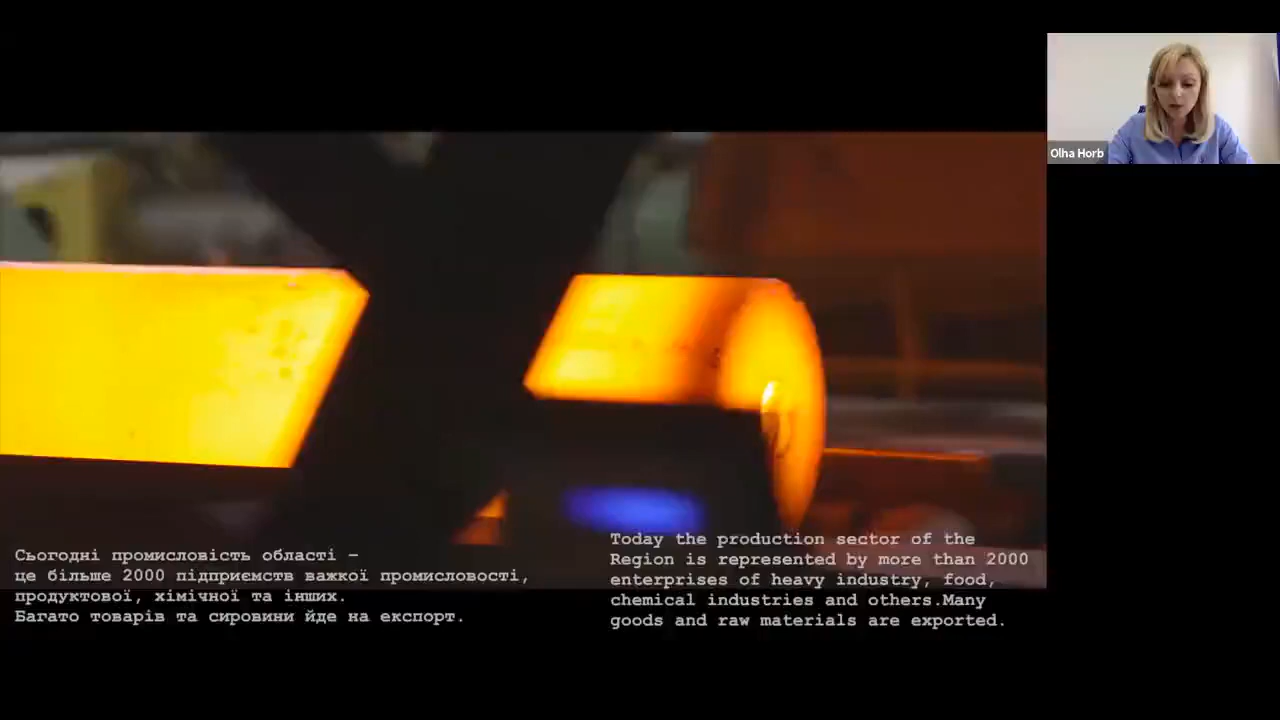 Olha Horb
Сьогодні промисловість області –
це більше 2000 підприємств важкої промисловості,
продуктової, хімічної та інших.
Багато товарів та сировини йде на експорт.
Today the production sector of the
Region is represented by more than 2000
enterprises of heavy industry, food,
chemical industries and others.Many
goods and raw materials are exported.